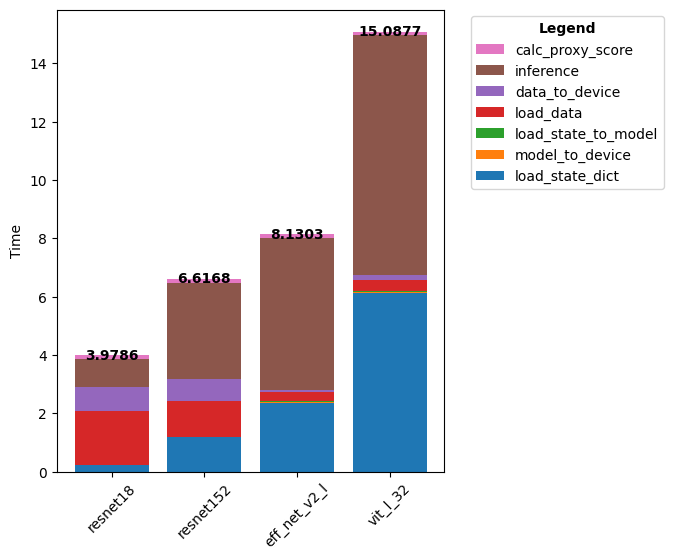 Time
14
12
10
8
6
4
2
0
3.9786
6.6168
8.1303
15.0877
resnet18
resnet152
eff_net_v2_l
vit_l_32
Legend
calc_proxy_score
inference
data_to_device
load_data
load_state_to_model
model_to_device
load_state_dict